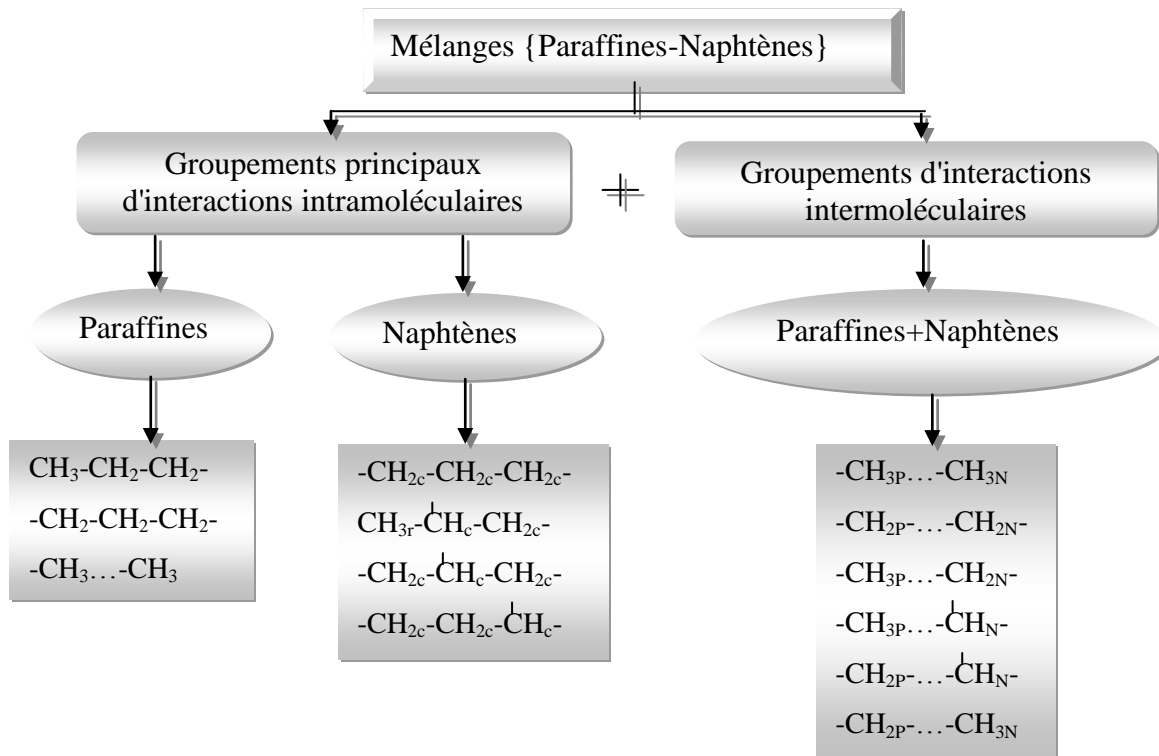 Mélanges {Paraffines-Naphtènes}
Groupements principaux
d'interactions intramoléculaires
+
Groupements d'interactions
intermoléculaires
Paraffines
Naphtènes
Paraffines+Naphtènes
CH₃-CH₂-CH₂-
-CH₂-CH₂-CH₂-
-CH₃…-CH₃
-CH₂c-CH₂c-CH₂c-
CH₃r-CHc-CH₂c-
-CH₂c-CHc-CH₂c-
-CH₂c-CH₂c-CHc-
-CH₃P…-CH₃N
-CH₂P-…-CH₂N-
-CH₃P…-CH₂N-
-CH₃P…-CHN-
-CH₂P-…-CHN-
-CH₂P-…-CH₃N